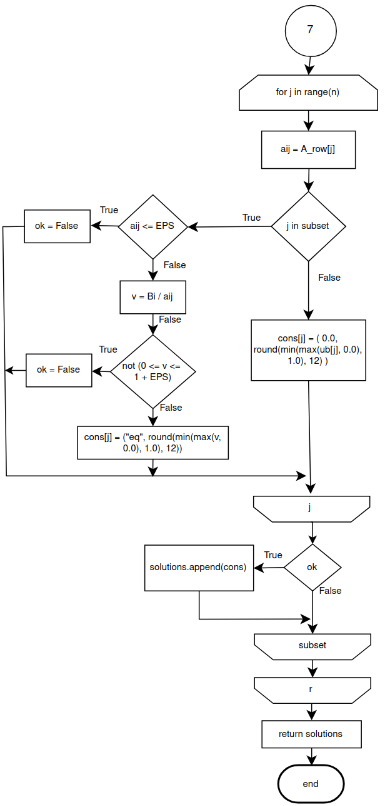 7
for j in range(n)
aij = A_row[j]
j in subset
True
False
aij <= EPS
True
ok = False
False
v = Bi / aij
False
not (0 <= v <=
1 + EPS)
True
ok = False
False
cons[j] = ("eq", round(min(max(v,
0.0), 1.0), 12))
cons[j] = ( 0.0,
round(min(max(ub[j], 0.0),
1.0), 12) )
j
ok
True
solutions.append(cons)
False
subset
r
return solutions
end